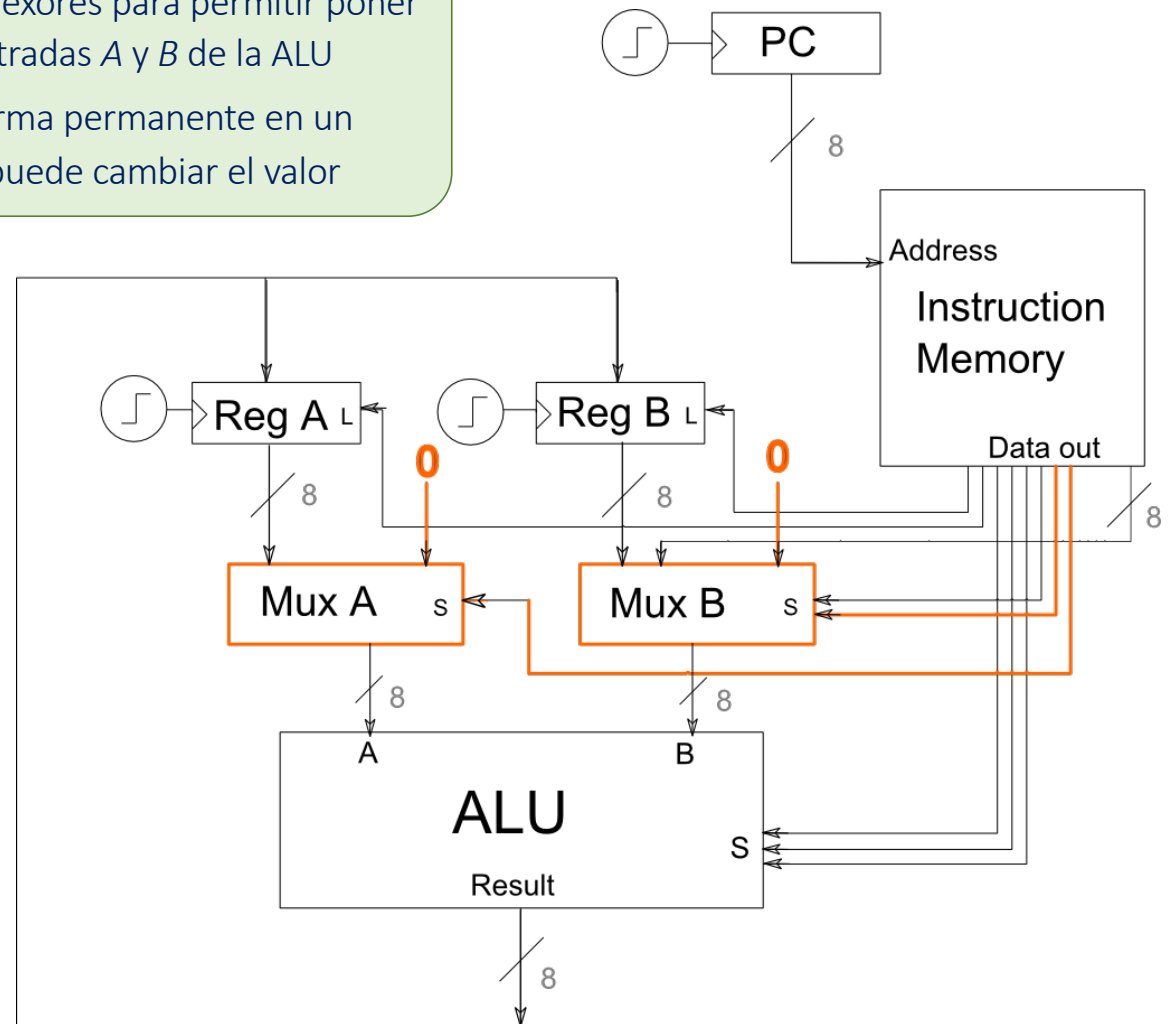 exores para permitir poner
tradas A y B de la ALU
rma permanente en un
puede cambiar el valor
PC
8
Address
Instruction
Memory
Data out
Reg A L
Reg B L
0
0
8
8
8
Mux A S
Mux B S
8
8
A
B
ALU
S
Result
8